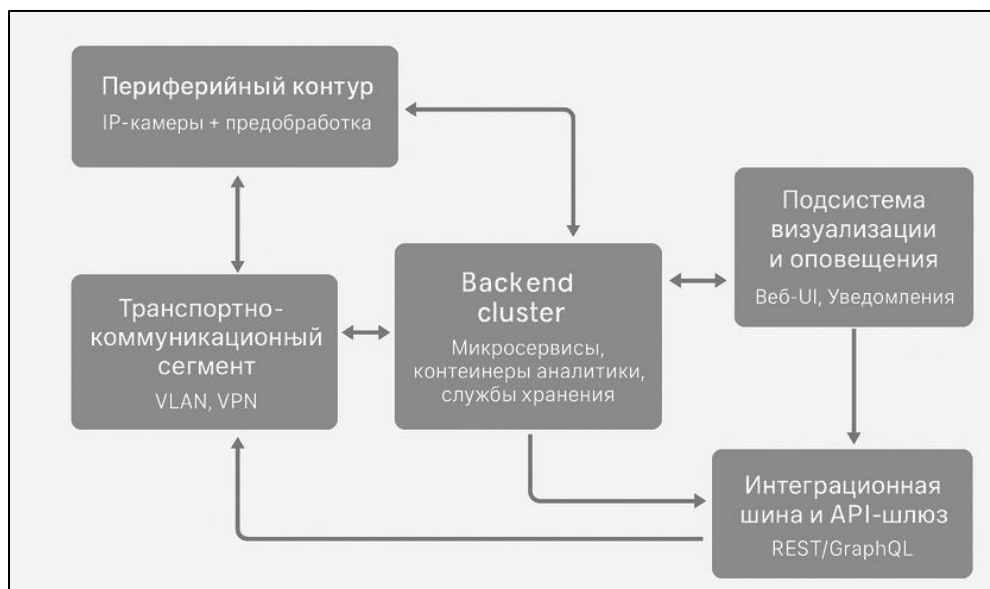 Периферийный контур
IP-камеры + предобработка
Транспортно-
коммуникационный
сегмент
VLAN, VPN
Backend
cluster
Микросервисы,
контеинеры аналитики,
службы хранения
Подсистема
визуализации
и оповещения
Веб-UI, Уведомления
Интеграционная
шина и API-шлюз
REST/GraphQL